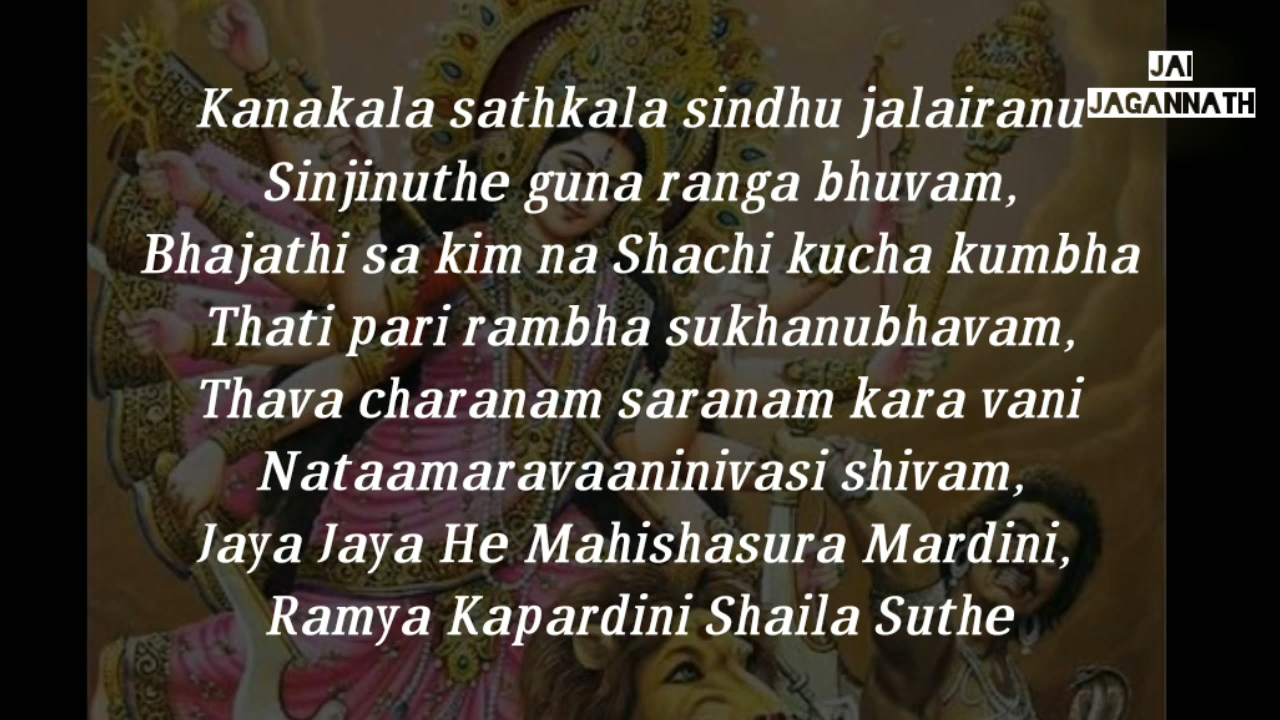 JAI
JAGANNATH
Kanakala sathkala sindhu jalairanu
Sinjinuthe guna ranga bhuvam,
Bhajathi sa kim na Shachi kucha kumbha
Thati pari rambha sukhanubhavam,
Thava charanam saranam kara vani
Nataamaravaaninivasi shivam,
Jaya Jaya He Mahishasura Mardini,
Ramya Kapardini Shaila Suthe